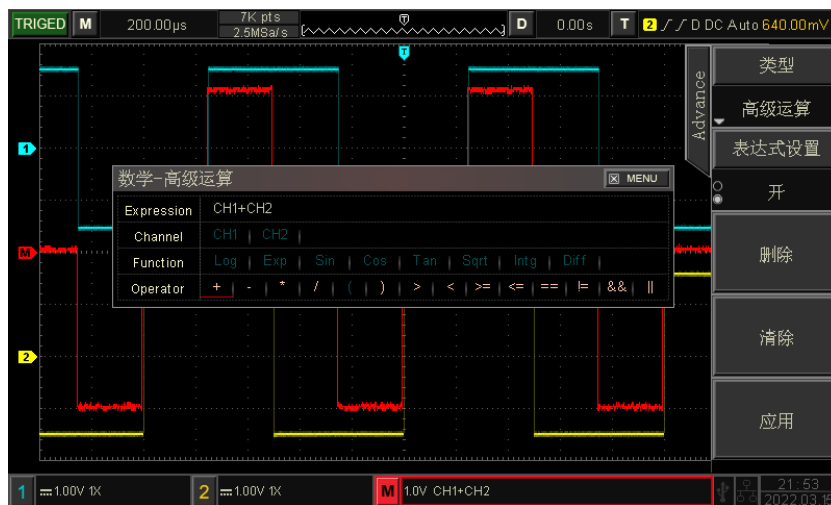 TRIGED M 200.00μs 7K pts D 0.00s T 2 D DC Auto 640.00mV
2.5MSa/s
T
T
Advance
类型
高级运算
1
表达式设置
数学-高级运算 MENU
开
Expression CH1+CH2
Channel CH1 CH2
M
Function Log Exp Sin Cos Tan Sqrt Intg Diff
删除
Operator + - * / ( ) > < >= <= == != && ||
清除
2
应用
1 1.00V 1X 2 1.00V 1X M 1.0V CH1+CH2
21:53
2022.03.15